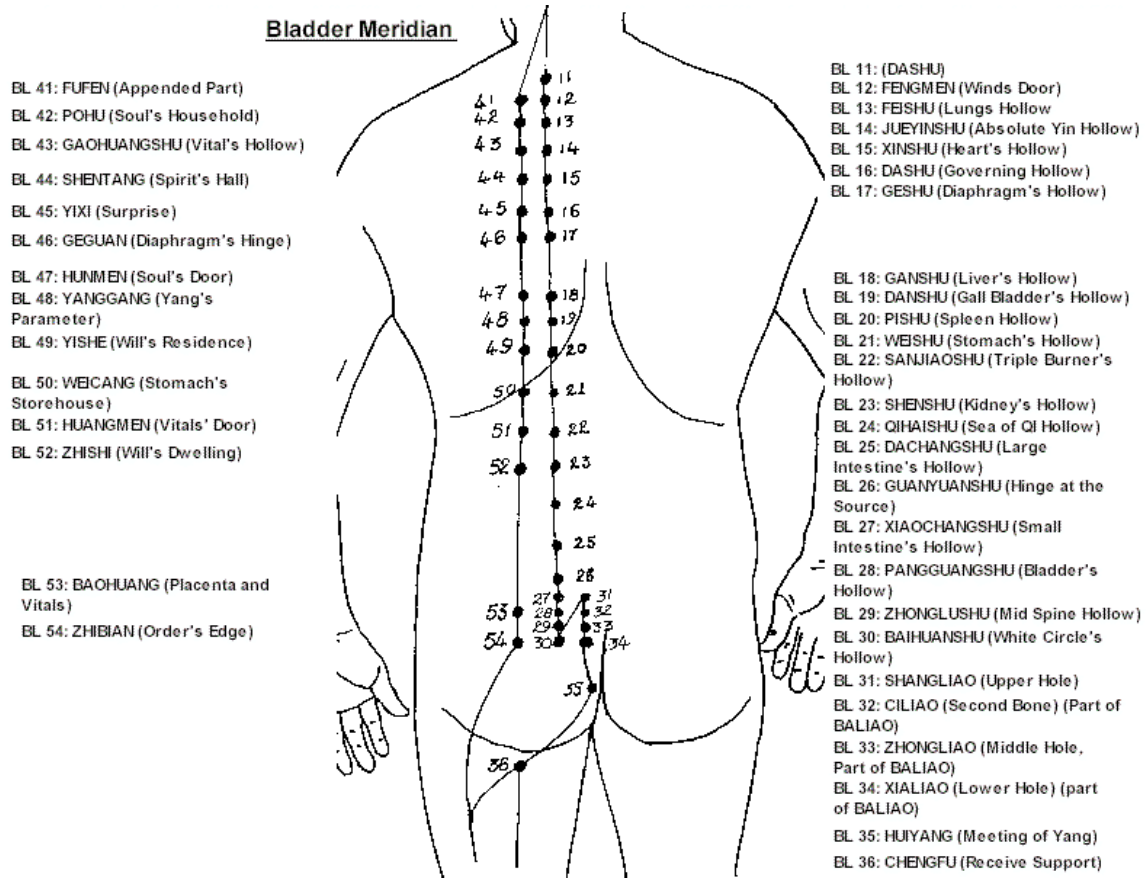 Bladder Meridian
BL 41: FUFEN (Appended Part)
BL 42: POHU (Soul's Household)
BL 43: GAOHUANGSHU (Vital's Hollow)
BL 44: SHENTANG (Spirit's Hall)
BL 45: YIXI (Surprise)
BL 46: GEGUAN (Diaphragm's Hinge)
BL 47: HUNMEN (Soul's Door)
BL 48: YANGGANG (Yang's
Parameter)
BL 49: YISHE (Will's Residence)
BL 50: WEICANG (Stomach's
Storehouse)
BL 51: HUANGMEN (Vitals' Door)
BL 52: ZHISHI (Will's Dwelling)
BL 53: BAOHUANG (Placenta and
Vitals)
BL 54: ZHIBIAN (Order's Edge)
11
41 12
42 13
43 14
44 15
45 16
46 17
47 18
48 19
49 20
50 21
51 22
52 23
24
25
26
27 31
28 32
53
29 33
54 30 34
35
36
BL 11: (DASHU)
BL 12: FENGMEN (Winds Door)
BL 13: FEISHU (Lungs Hollow
BL 14: JUEYINSHU (Absolute Yin Hollow)
BL 15: XINSHU (Heart's Hollow)
BL 16: DASHU (Governing Hollow)
BL 17: GESHU (Diaphragm's Hollow)
BL 18: GANSHU (Liver's Hollow)
BL 19: DANSHU (Gall Bladder's Hollow)
BL 20: PISHU (Spleen Hollow)
BL 21: WEISHU (Stomach's Hollow)
BL 22: SANJIAOSHU (Triple Burner's
Hollow)
BL 23: SHENSHU (Kidney's Hollow)
BL 24: QIHAISHU (Sea of QI Hollow)
BL 25: DACHANGSHU (Large
Intestine's Hollow)
BL 26: GUANYUANSHU (Hinge at the
Source)
BL 27: XIAOCHANGSHU (Small
Intestine's Hollow)
BL 28: PANGGUANGSHU (Bladder's
Hollow)
BL 29: ZHONGLUSHU (Mid Spine Hollow)
BL 30: BAIHUANSHU (White Circle's
Hollow)
BL 31: SHANGLIAO (Upper Hole)
BL 32: CILIAO (Second Bone) (Part of
BALIAO)
BL 33: ZHONGLIAO (Middle Hole,
Part of BALIAO)
BL 34: XIALIAO (Lower Hole) (part
of BALIAO)
BL 35: HUIYANG (Meeting of Yang)
BL 36: CHENGFU (Receive Support)